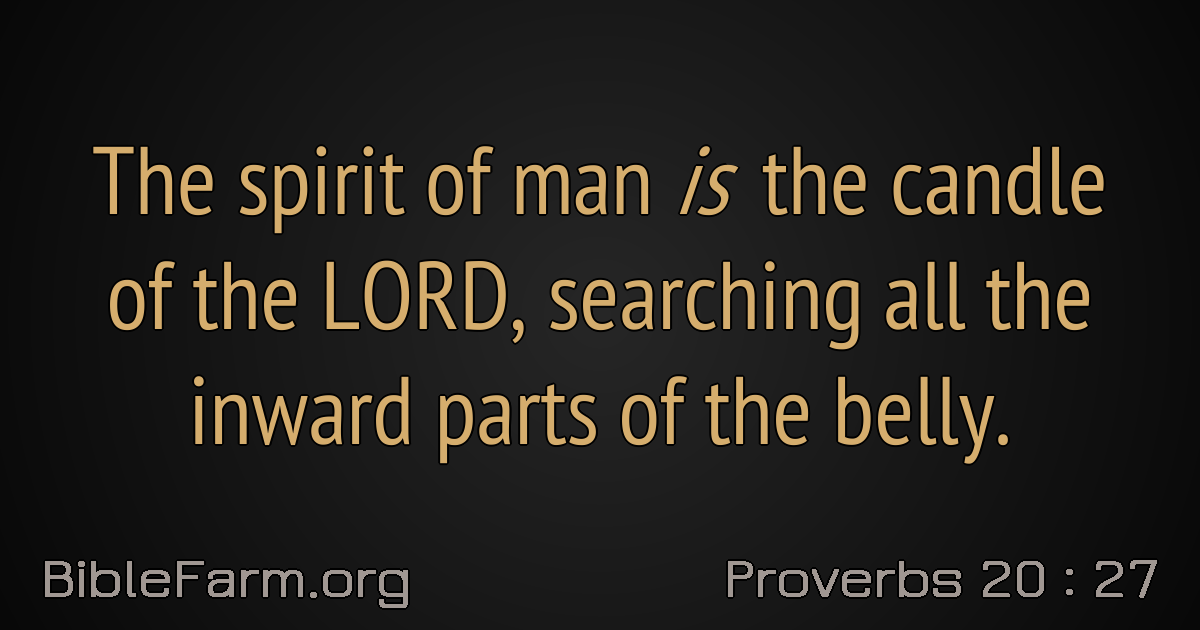 The spirit of man is the candle
of the LORD, searching all the
inward parts of the belly.
BibleFarm.org
Proverbs 20 : 27